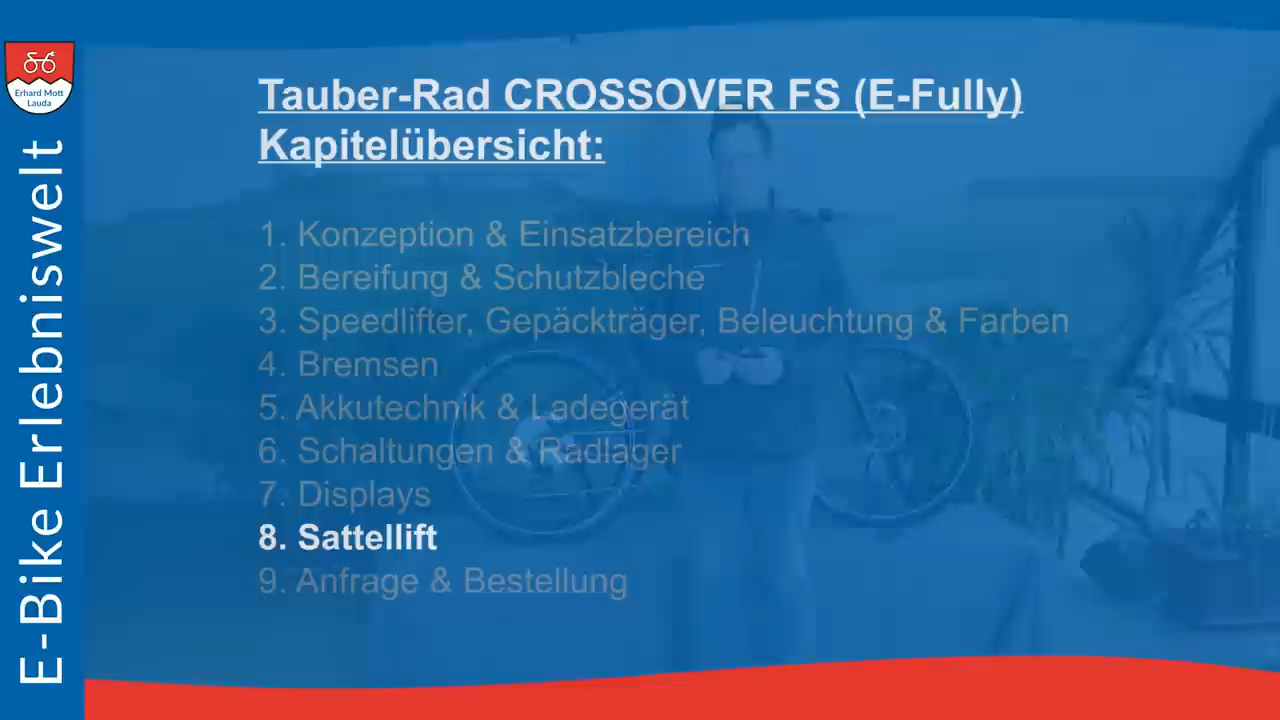 Erhard Mott
Lauda
E-Bike Erlebniswelt
Tauber-Rad CROSSOVER FS (E-Fully)
Kapitelübersicht:
1. Konzeption & Einsatzbereich
2. Bereifung & Schutzbleche
3. Speedlifter, Gepäckträger, Beleuchtung & Farben
4. Bremsen
5. Akkutechnik & Ladegerät
6. Schaltungen & Radlager
7. Displays
8. Sattellift
9. Anfrage & Bestellung